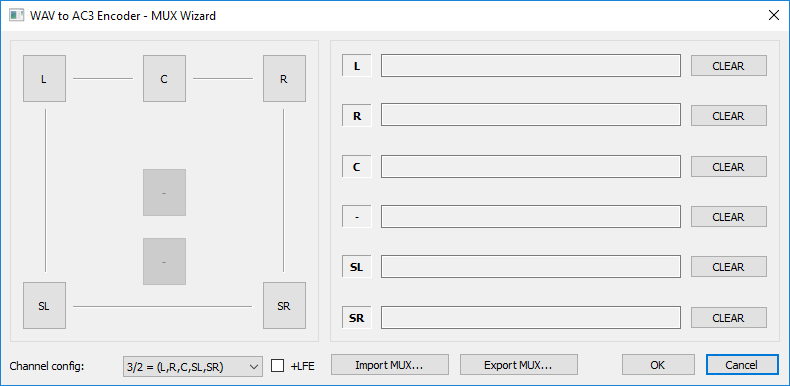 WAV to AC3 Encoder - MUX Wizard
L C R
-
-
SL SR
L CLEAR
R CLEAR
C CLEAR
- CLEAR
SL CLEAR
SR CLEAR
Channel config: 3/2 = (L,R,C,SL,SR) +LFE Import MUX... Export MUX... OK Cancel